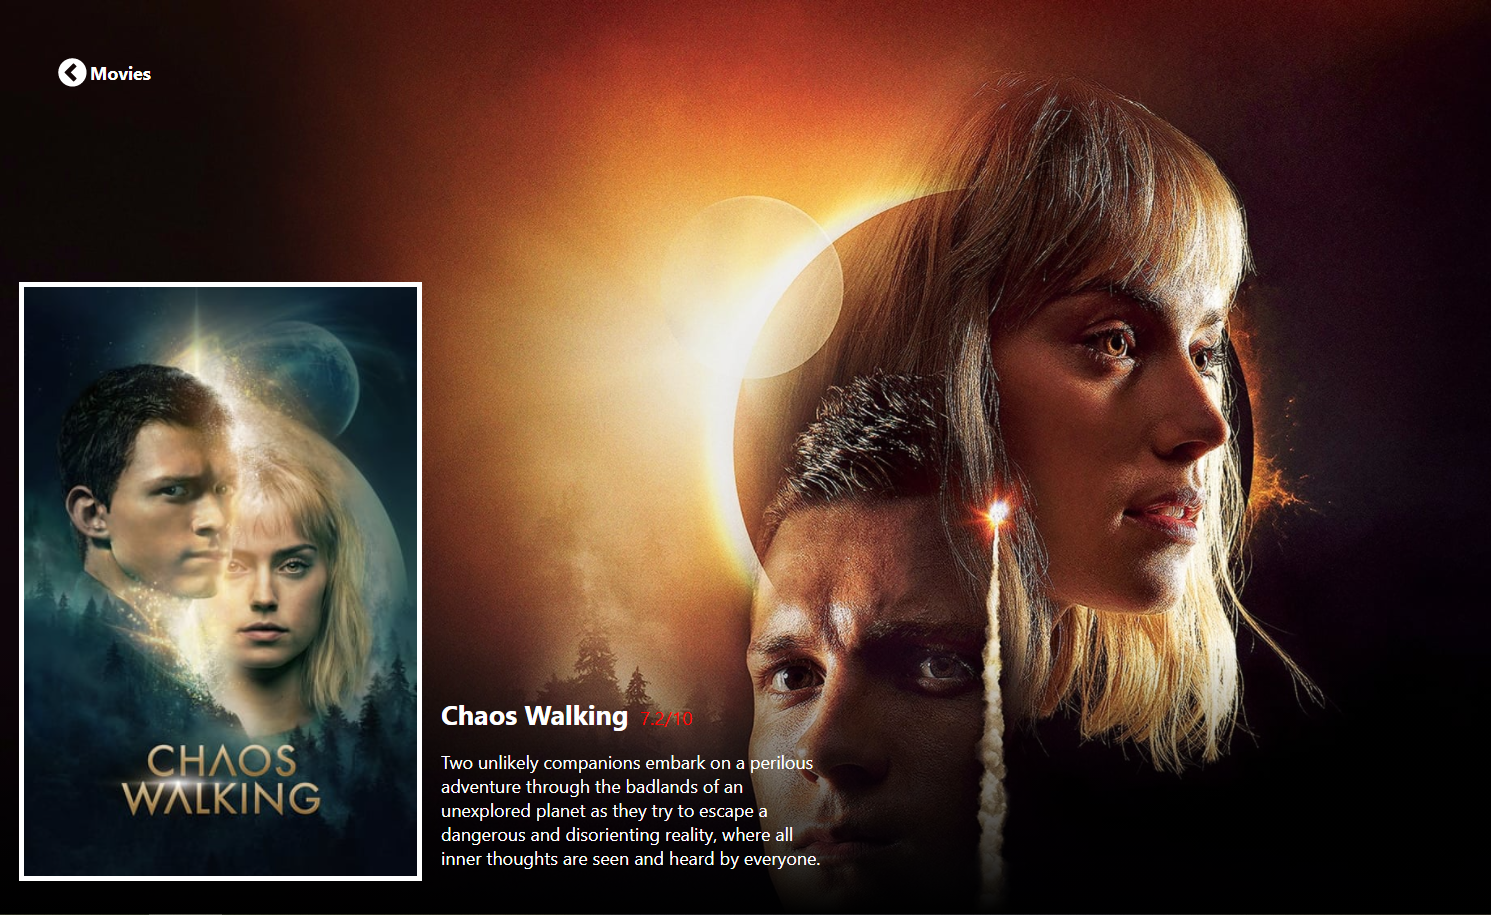 Movies
CHAOS
WALKING
Chaos Walking 7.2/10
Two unlikely companions embark on a perilous
adventure through the badlands of an
unexplored planet as they try to escape a
dangerous and disorienting reality, where all
inner thoughts are seen and heard by everyone.